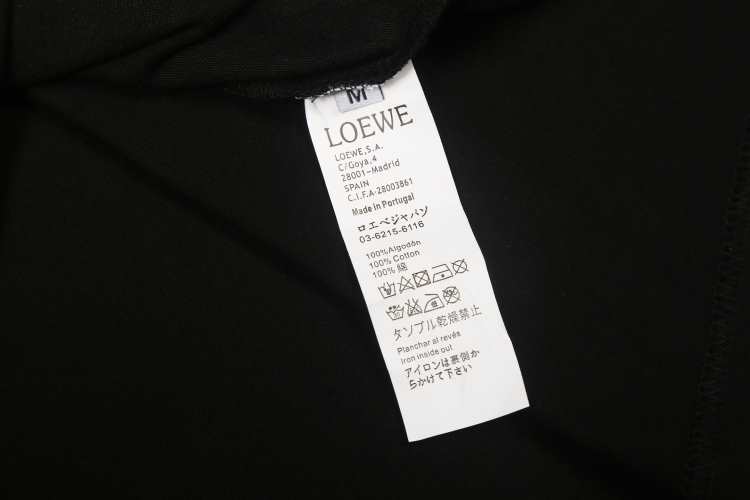 M
LOEWE
LOEWE,S.A.
C/Goya,4
28001-Madrid
SPAIN
C.I.F.A-28003861
Made in Portugal
ロエベジャパン
03-6215-6116
100%Algodón
100% Cotton
100% 綿
タンブル乾燥禁止
Planchar al revés
Iron inside out
アイロンは裏側か
らかけて下さい